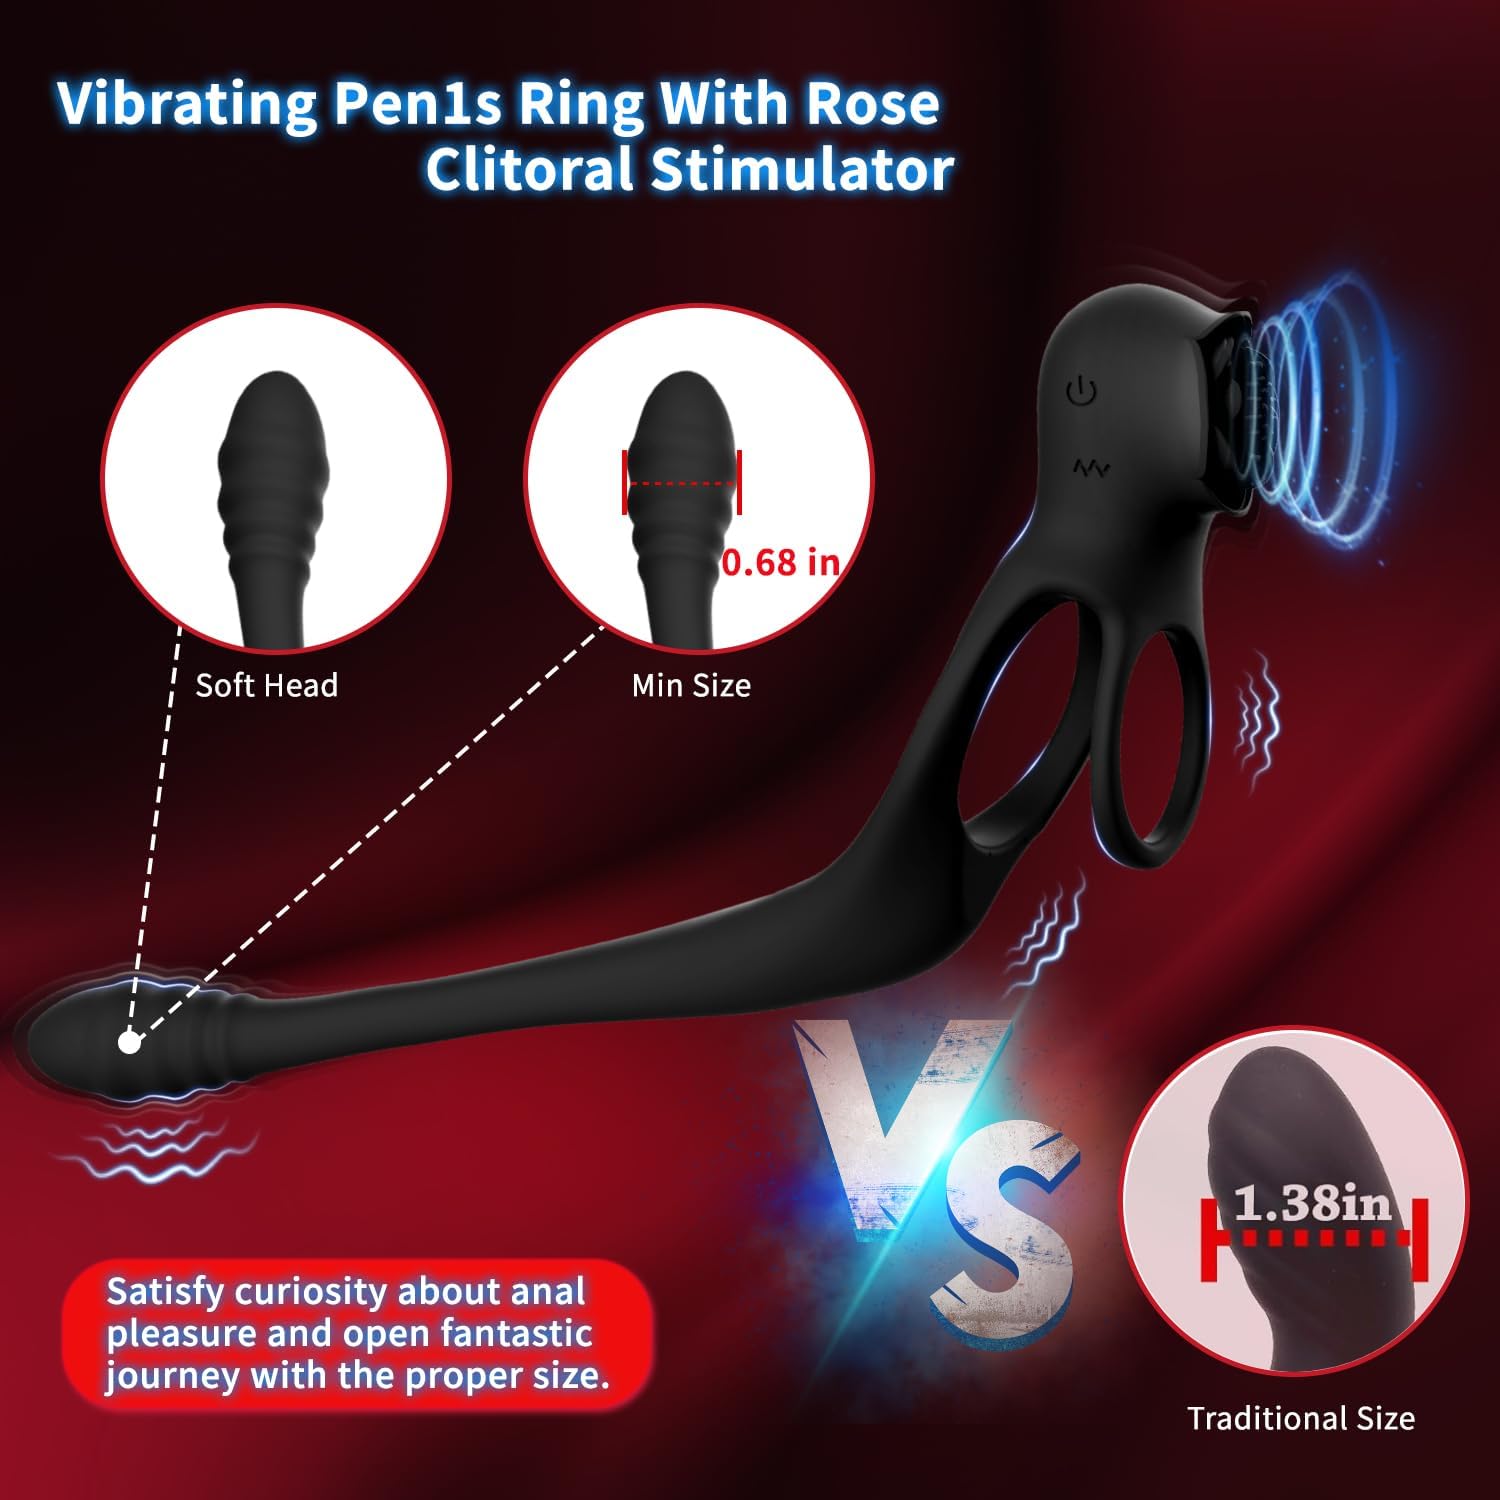 Vibrating Pen1s Ring With Rose
Clitoral Stimulator
0.68 in
Soft Head
Min Size
VS
1.38in
Satisfy curiosity about anal
pleasure and open fantastic
journey with the proper size.
Traditional Size